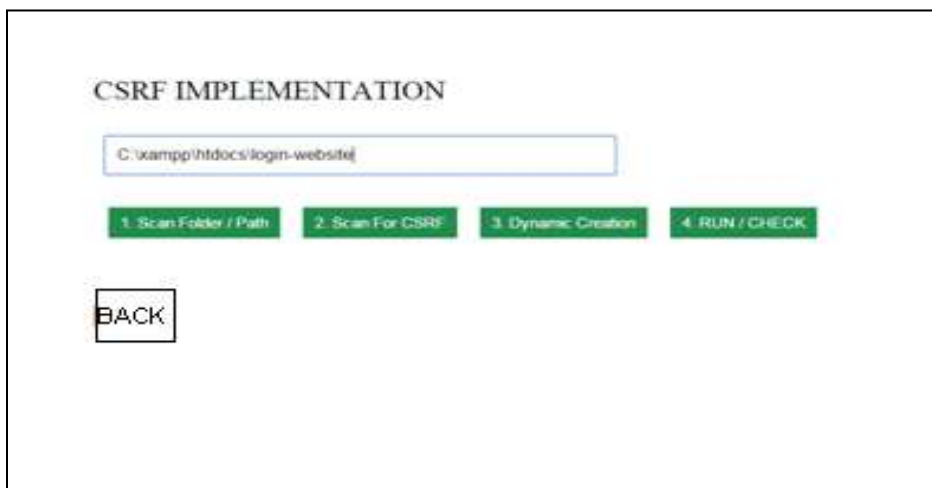 CSRF IMPLEMENTATION
C:\xampp\htdocs\login-website
1. Scan Folder / Path 2. Scan For CSRF 3. Dynamic Creation 4. RUN / CHECK
BACK